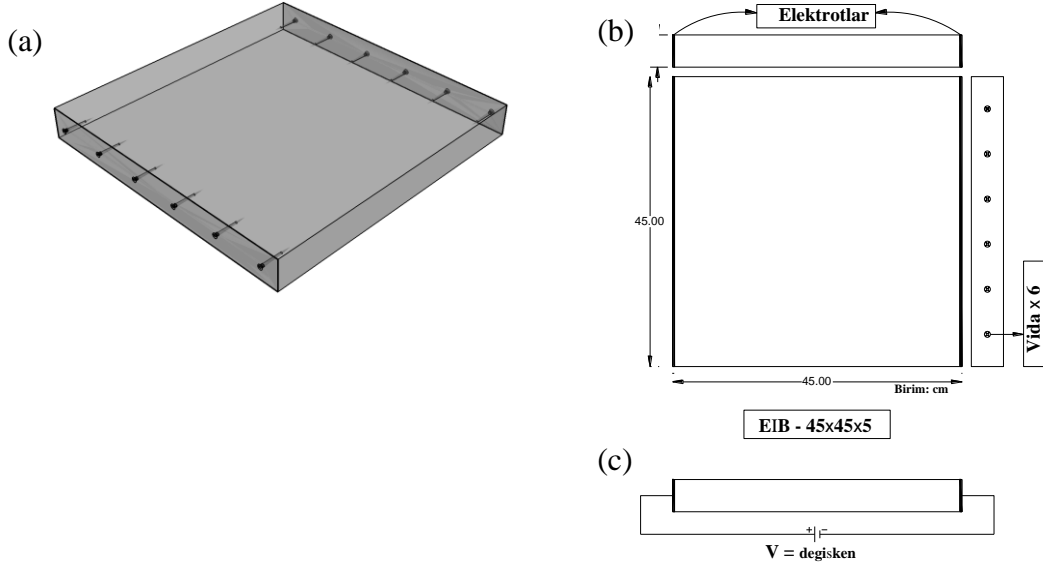 (a)
(b)
Elektrotlar
45.00
Vida x 6
45.00
Birim: cm
EIB - 45x45x5
(c)
+ −
V = degisken